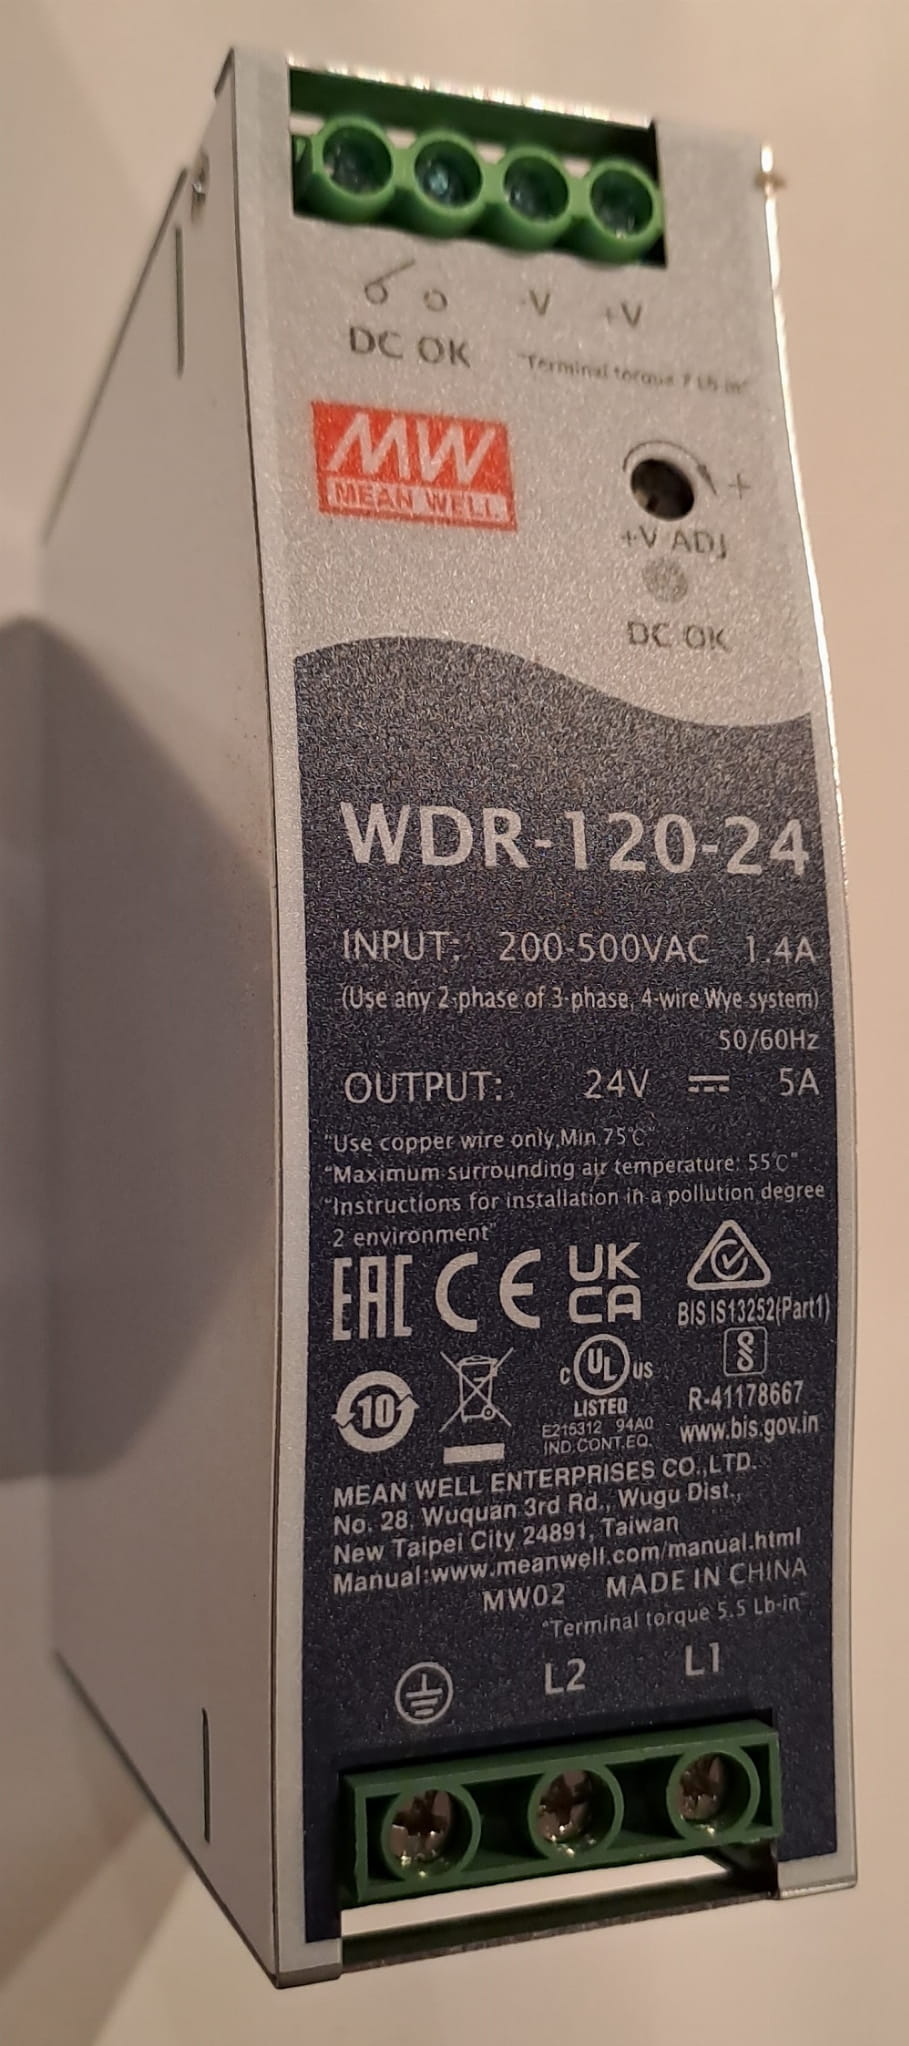 -V +V
DC OK
"Terminal torque 7 Lb-in"
MW
MEAN WELL
+
+V ADJ
DC OK
WDR-120-24
INPUT: 200-500VAC 1.4A
(Use any 2-phase of 3-phase, 4-wire Wye system)
50/60Hz
OUTPUT: 24V ⎓ 5A
"Use copper wire only,Min 75℃"
"Maximum surrounding air temperature: 55℃"
"Instructions for installation in a pollution degree
2 environment"
EAC CE UK
CA
BIS IS13252(Part1)
10
c UL us
LISTED
E215312 94A0
IND.CONT.EQ.
R-41178667
www.bis.gov.in
MEAN WELL ENTERPRISES CO.,LTD.
No. 28, Wuquan 3rd Rd., Wugu Dist.,
New Taipei City 24891, Taiwan
Manual:www.meanwell.com/manual.html
MW02 MADE IN CHINA
"Terminal torque 5.5 Lb-in"
L2 L1